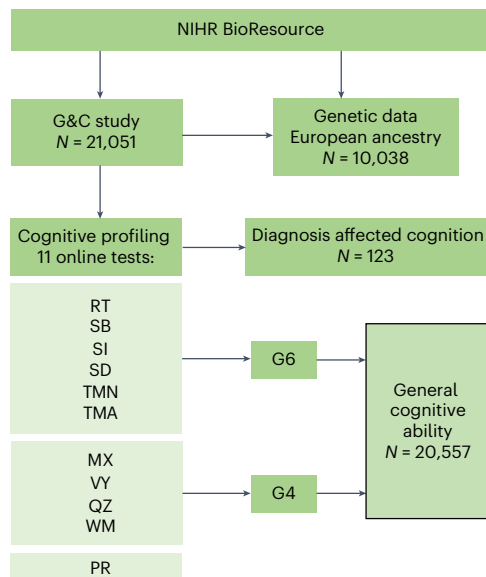 NIHR BioResource
G&C study
N = 21,051
Genetic data
European ancestry
N = 10,038
Cognitive profiling
11 online tests:
Diagnosis affected cognition
N = 123
RT
SB
SI
SD
TMN
TMA
G6
MX
VY
QZ
WM
G4
General
cognitive
ability
N = 20,557
PR